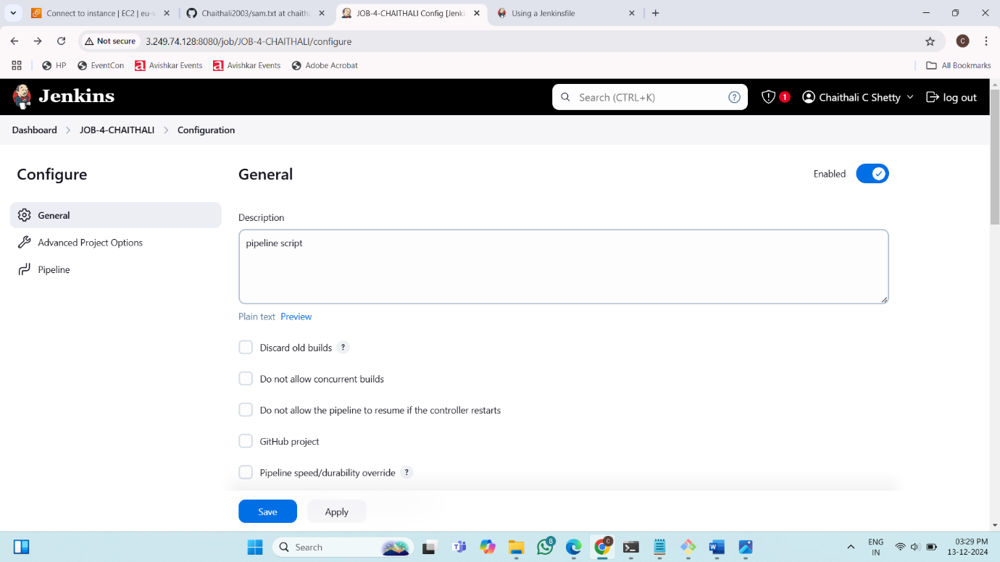 Connect to instance | EC2 | eu-w
Chaithali2003/sam.txt at chaith
JOB-4-CHAITHALI Config [Jenki
Using a Jenkinsfile
Not secure 3.249.74.128:8080/job/JOB-4-CHAITHALI/configure
C
HP
EventCon
Avishkar Events
Avishkar Events
Adobe Acrobat
All Bookmarks
Jenkins
Search (CTRL+K)
?
1
Chaithali C Shetty
log out
Dashboard
JOB-4-CHAITHALI
Configuration
Configure
General
Advanced Project Options
Pipeline
General
Enabled
Description
pipeline script
Plain text Preview
Discard old builds ?
Do not allow concurrent builds
Do not allow the pipeline to resume if the controller restarts
GitHub project
Pipeline speed/durability override ?
Save
Apply
Search
8
C
ENG
IN
03:29 PM
13-12-2024